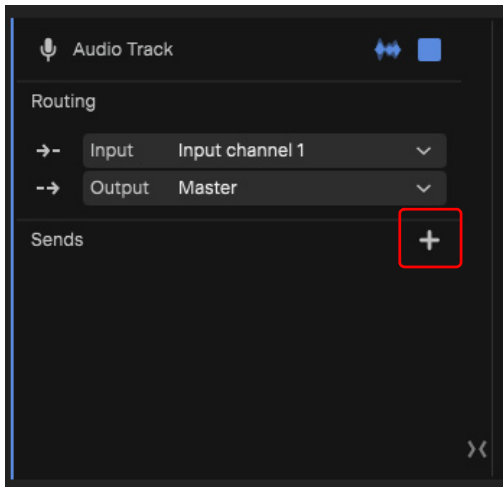 Audio Track
Routing
Input Input channel 1
Output Master
Sends